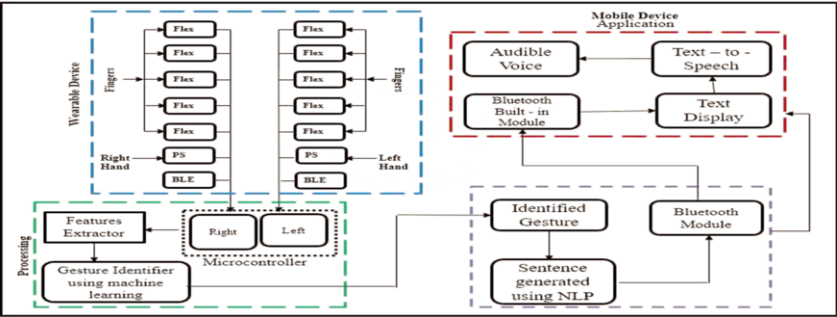 Wearable Device
Fingers
Flex
Flex
Flex
Flex
Flex
Right
Hand
PS
BLE
Flex
Flex
Flex
Flex
Flex
PS
BLE
Fingers
Left
Hand
Mobile Device
Application
Audible
Voice
Text – to -
Speech
Bluetooth
Built - in
Module
Text
Display
Processing
Features
Extractor
Right
Left
Microcontroller
Gesture Identifier
using machine
learning
Identified
Gesture
Sentence
generated
using NLP
Bluetooth
Module